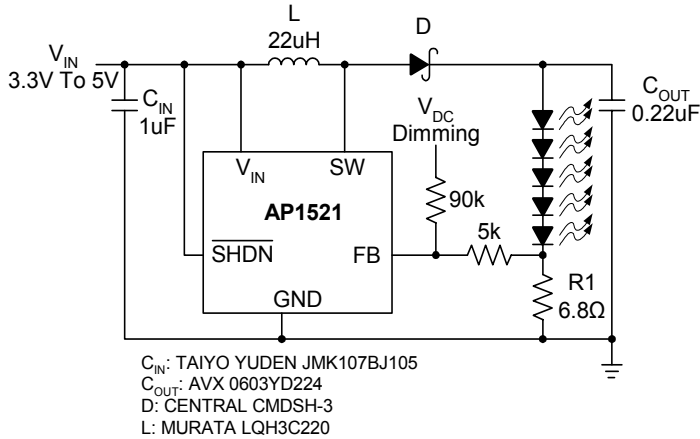 L
22uH
D
V_IN
3.3V To 5V
C_IN
1uF
V_DC
Dimming
C_OUT
0.22uF
V_IN
SW
AP1521
90k
5k
SHDN
FB
GND
R1
6.8Ω
C_IN: TAIYO YUDEN JMK107BJ105
C_OUT: AVX 0603YD224
D: CENTRAL CMDSH-3
L: MURATA LQH3C220